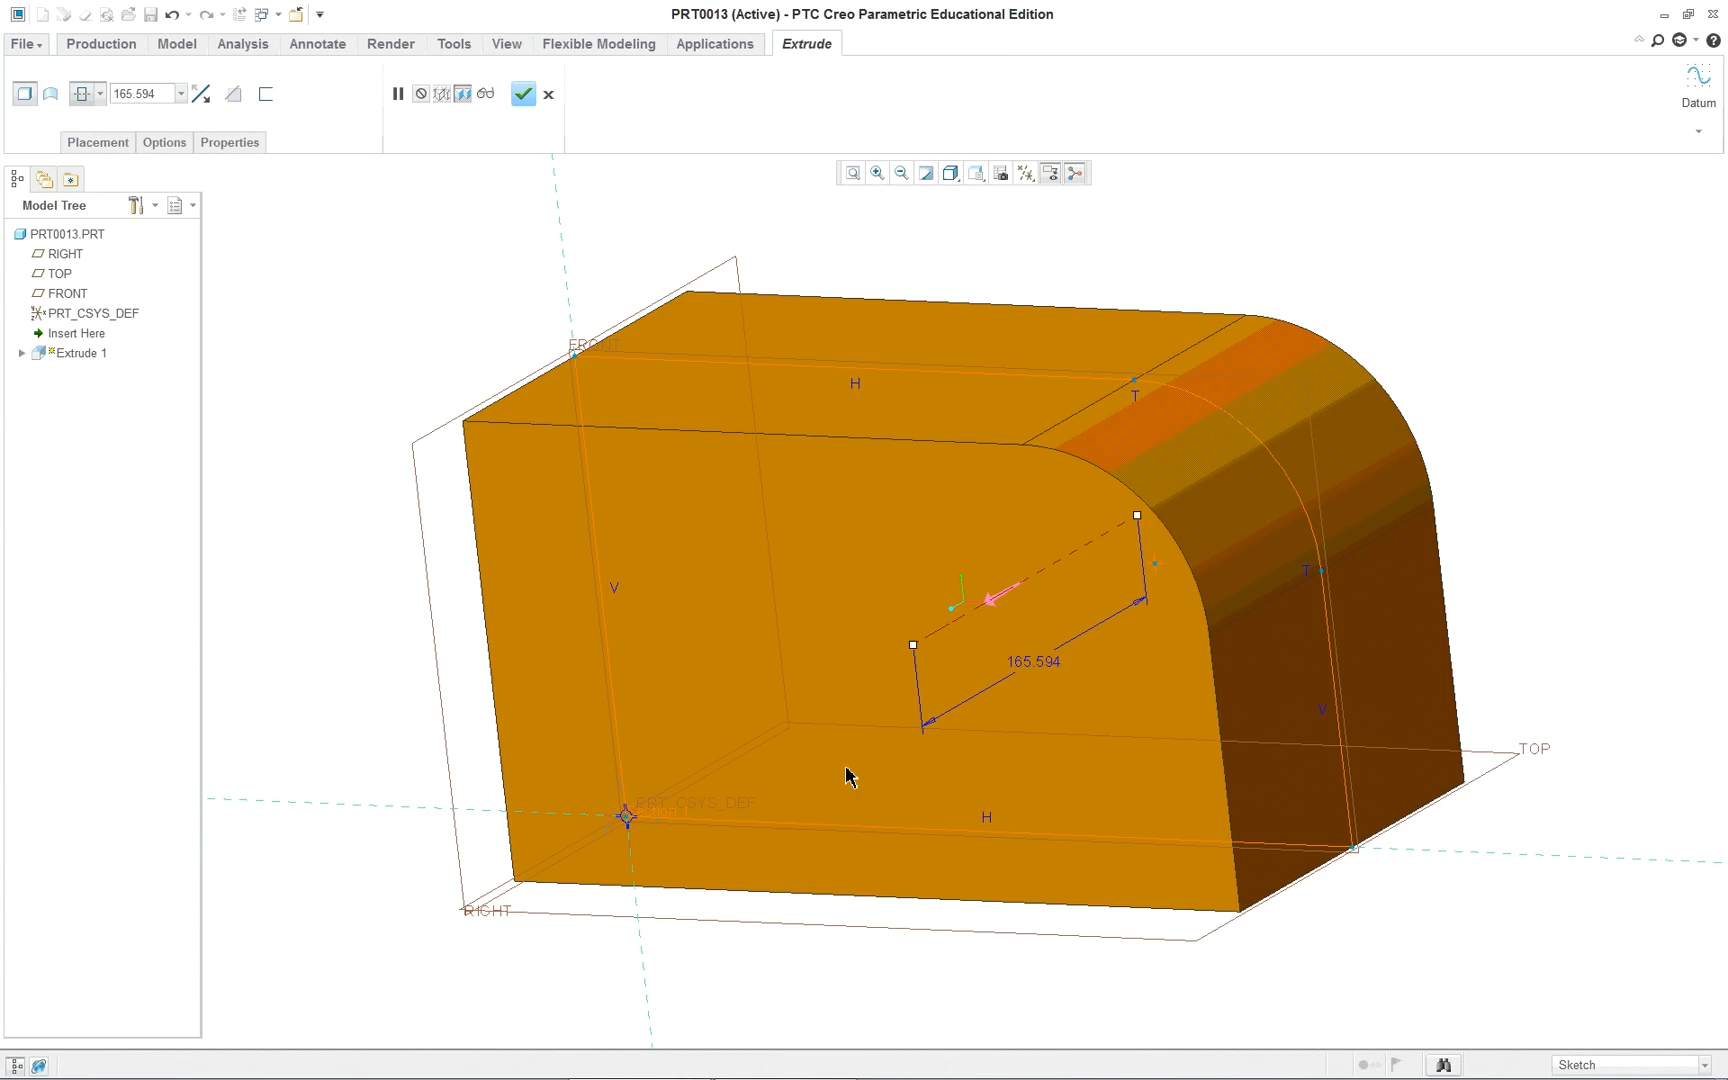 PRT0013 (Active) - PTC Creo Parametric Educational Edition
File Production Model Analysis Annotate Render Tools View Flexible Modeling Applications Extrude
165.594
Datum
Placement Options Properties
Model Tree
PRT0013.PRT
RIGHT
TOP
FRONT
PRT_CSYS_DEF
Insert Here
Extrude 1
FRONT
H
T
T
V
165.594
V
TOP
PRT_CSYS_DEF
H
RIGHT
Sketch